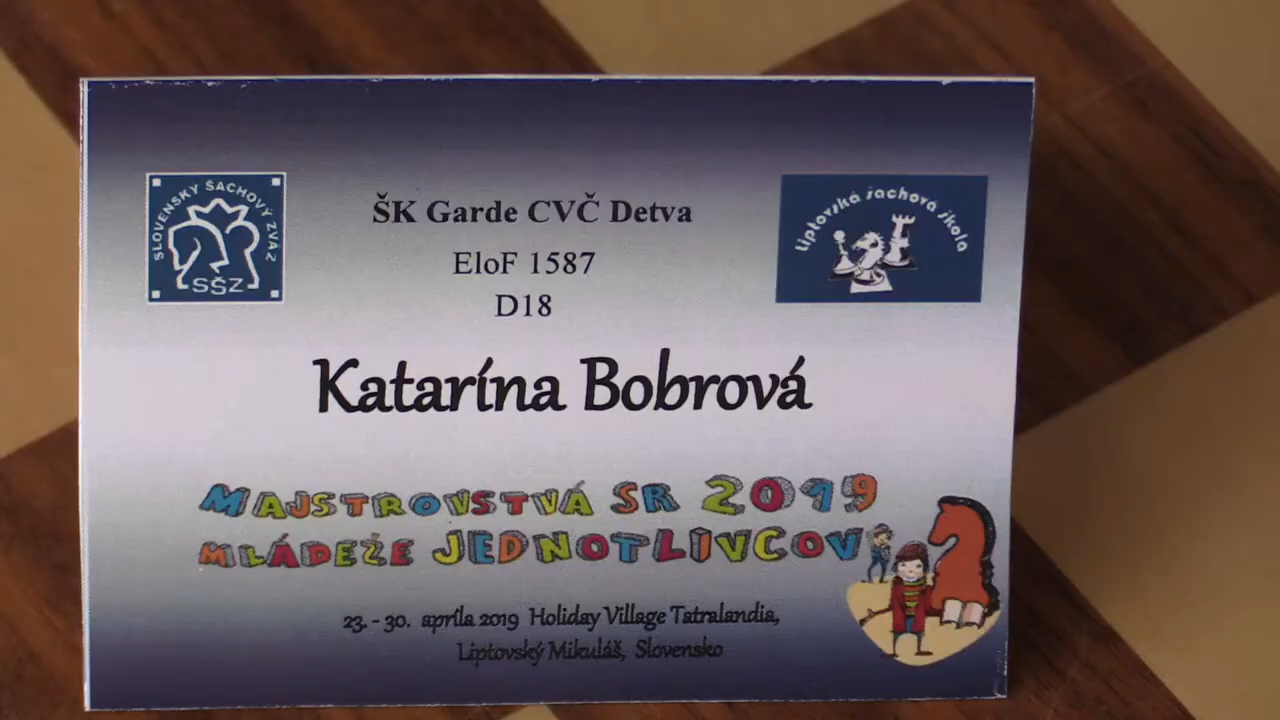 SLOVENSKÝ ŠACHOVÝ ZVÄZ
SŠZ
ŠK Garde CVČ Detva
EloF 1587
D18
Liptovská šachová škola
Katarína Bobrová
MAJSTROVSTVÁ SR 2019
MLÁDEŽE JEDNOTLIVCOV
23. - 30. apríla 2019 Holiday Village Tatralandia,
Liptovský Mikuláš, Slovensko